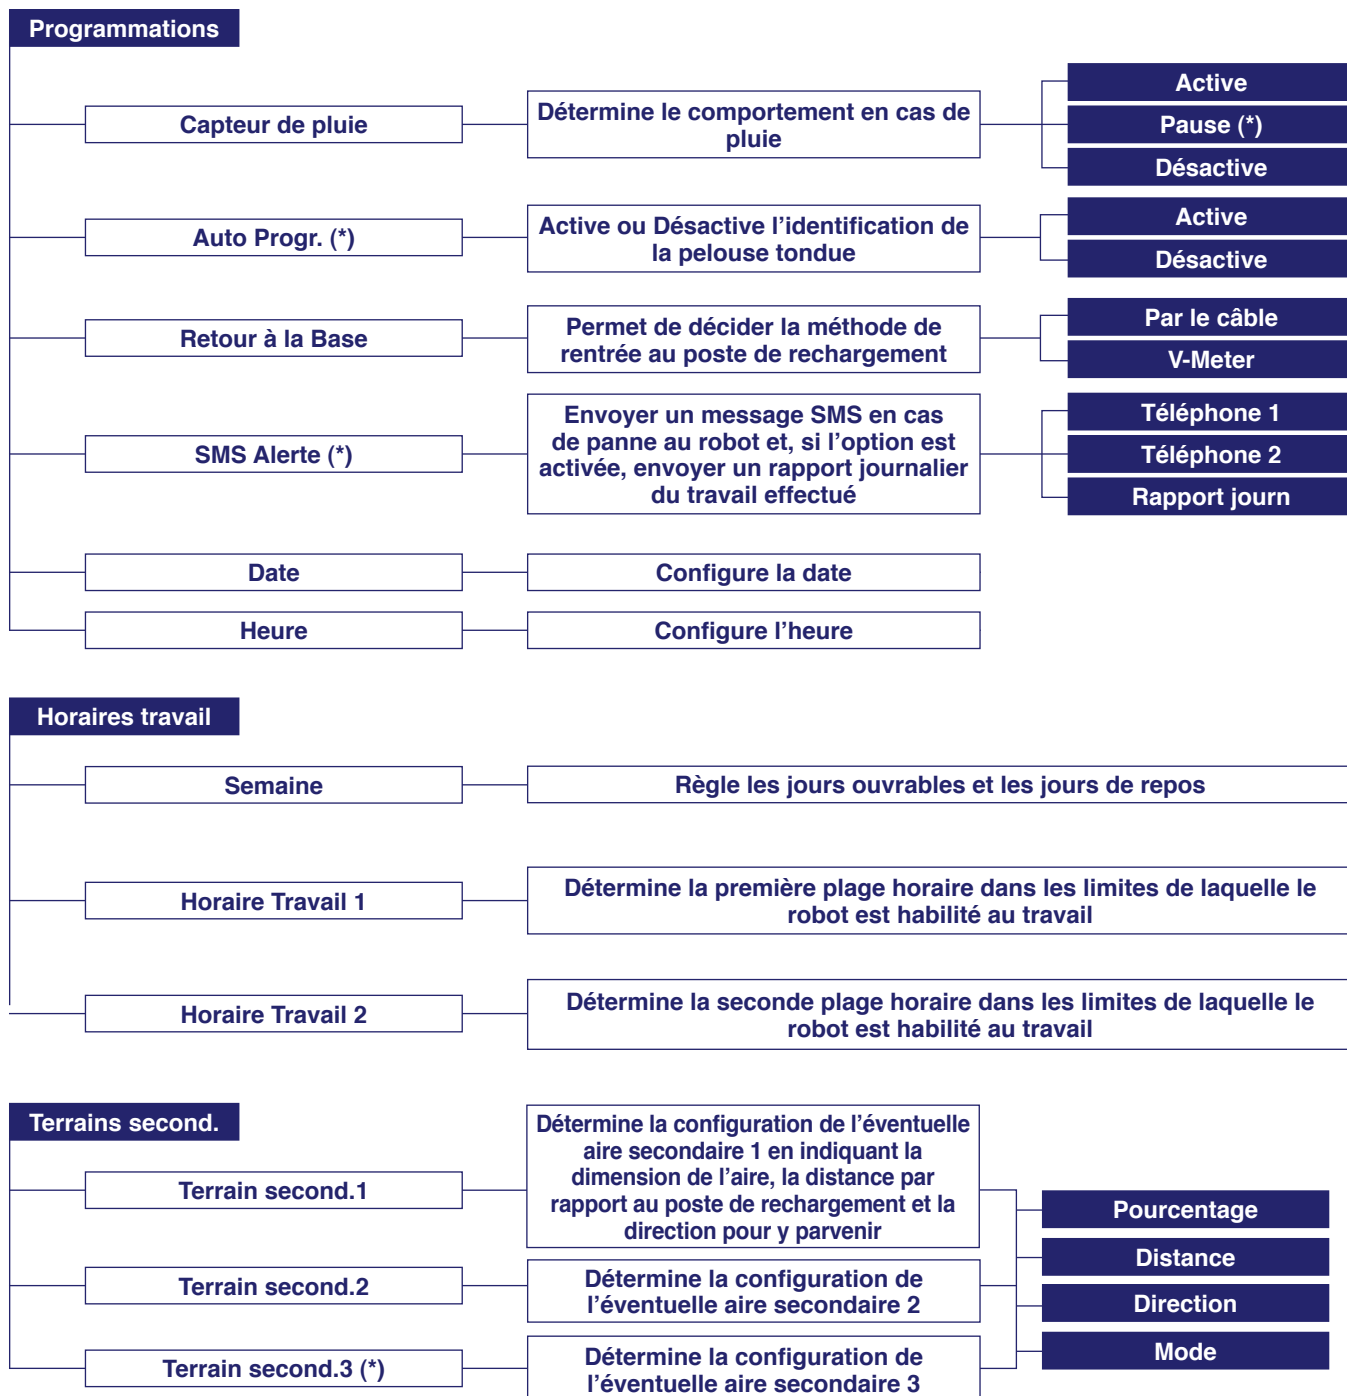 Programmations
Capteur de pluie
Détermine le comportement en cas de
pluie
Active
Pause (*)
Désactive
Auto Progr. (*)
Active ou Désactive l’identification de
la pelouse tondue
Active
Désactive
Retour à la Base
Permet de décider la méthode de
rentrée au poste de rechargement
Par le câble
V-Meter
SMS Alerte (*)
Envoyer un message SMS en cas
de panne au robot et, si l’option est
activée, envoyer un rapport journalier
du travail effectué
Téléphone 1
Téléphone 2
Rapport journ
Date
Configure la date
Heure
Configure l’heure
Horaires travail
Semaine
Règle les jours ouvrables et les jours de repos
Horaire Travail 1
Détermine la première plage horaire dans les limites de laquelle le
robot est habilité au travail
Horaire Travail 2
Détermine la seconde plage horaire dans les limites de laquelle le
robot est habilité au travail
Terrains second.
Terrain second.1
Détermine la configuration de l’éventuelle
aire secondaire 1 en indiquant la
dimension de l’aire, la distance par
rapport au poste de rechargement et la
direction pour y parvenir
Terrain second.2
Détermine la configuration de
l’éventuelle aire secondaire 2
Terrain second.3 (*)
Détermine la configuration de
l’éventuelle aire secondaire 3
Pourcentage
Distance
Direction
Mode